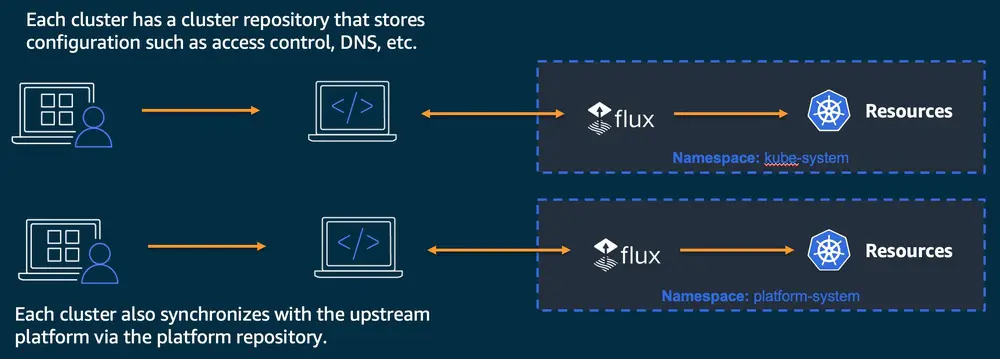 Each cluster has a cluster repository that stores
configuration such as access control, DNS, etc.
</>
flux
Resources
Namespace: kube-system
</>
flux
Resources
Namespace: platform-system
Each cluster also synchronizes with the upstream
platform via the platform repository.